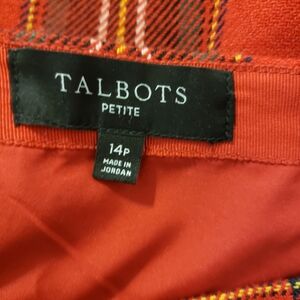 TALBOTS
PETITE
14P
MADE IN
JORDAN